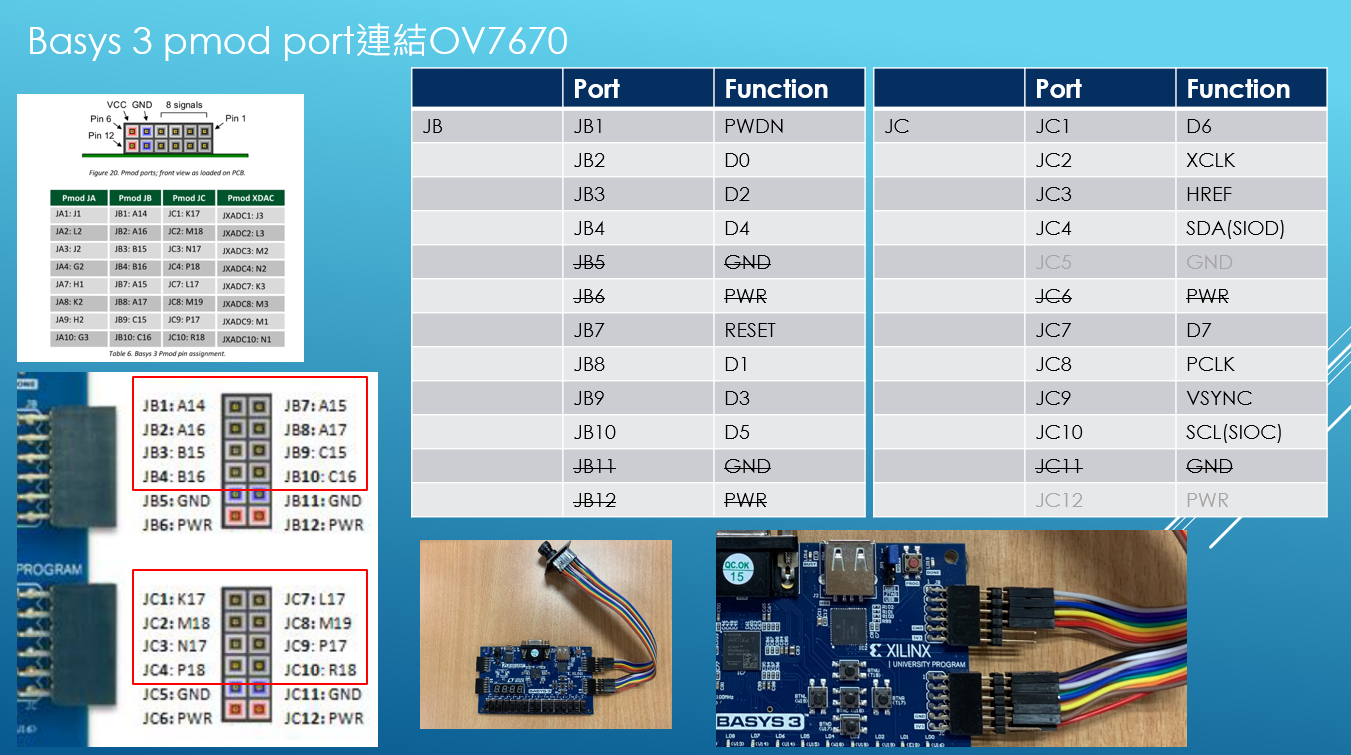 Basys 3 pmod port連結OV7670
VCC GND 8 signals
Pin 6 Pin 1
Pin 12
Figure 20. Pmod ports; front view as loaded on PCB.
Pmod JA Pmod JB Pmod JC Pmod XDAC
JA1: J1 JB1: A14 JC1: K17 JXADC1: J3
JA2: L2 JB2: A16 JC2: M18 JXADC2: L3
JA3: J2 JB3: B15 JC3: N17 JXADC3: M2
JA4: G2 JB4: B16 JC4: P18 JXADC4: N2
JA7: H1 JB7: A15 JC7: L17 JXADC7: K3
JA8: K2 JB8: A17 JC8: M19 JXADC8: M3
JA9: H2 JB9: C15 JC9: P17 JXADC9: M1
JA10: G3 JB10: C16 JC10: R18 JXADC10: N1
Table 6. Basys 3 Pmod pin assignment.
JB1: A14 JB7: A15
JB2: A16 JB8: A17
JB3: B15 JB9: C15
JB4: B16 JB10: C16
JB5: GND JB11: GND
JB6: PWR JB12: PWR
PROGRAM
JC1: K17 JC7: L17
JC2: M18 JC8: M19
JC3: N17 JC9: P17
JC4: P18 JC10: R18
JC5: GND JC11: GND
JC6: PWR JC12: PWR
Port Function
JB JB1 PWDN
JB2 D0
JB3 D2
JB4 D4
JB5 GND
JB6 PWR
JB7 RESET
JB8 D1
JB9 D3
JB10 D5
JB11 GND
JB12 PWR
Port Function
JC JC1 D6
JC2 XCLK
JC3 HREF
JC4 SDA(SIOD)
JC5 GND
JC6 PWR
JC7 D7
JC8 PCLK
JC9 VSYNC
JC10 SCL(SIOC)
JC11 GND
JC12 PWR
QC.OK
15
XILINX
UNIVERSITY PROGRAM
BTNU
BTNL
BTNR
BASYS 3